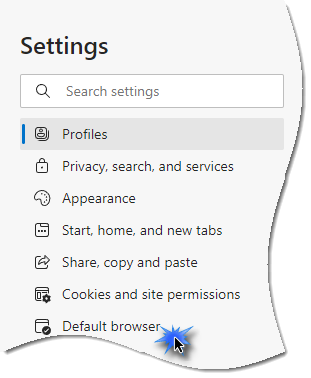 Settings
Search settings
Profiles
Privacy, search, and services
Appearance
Start, home, and new tabs
Share, copy and paste
Cookies and site permissions
Default browser